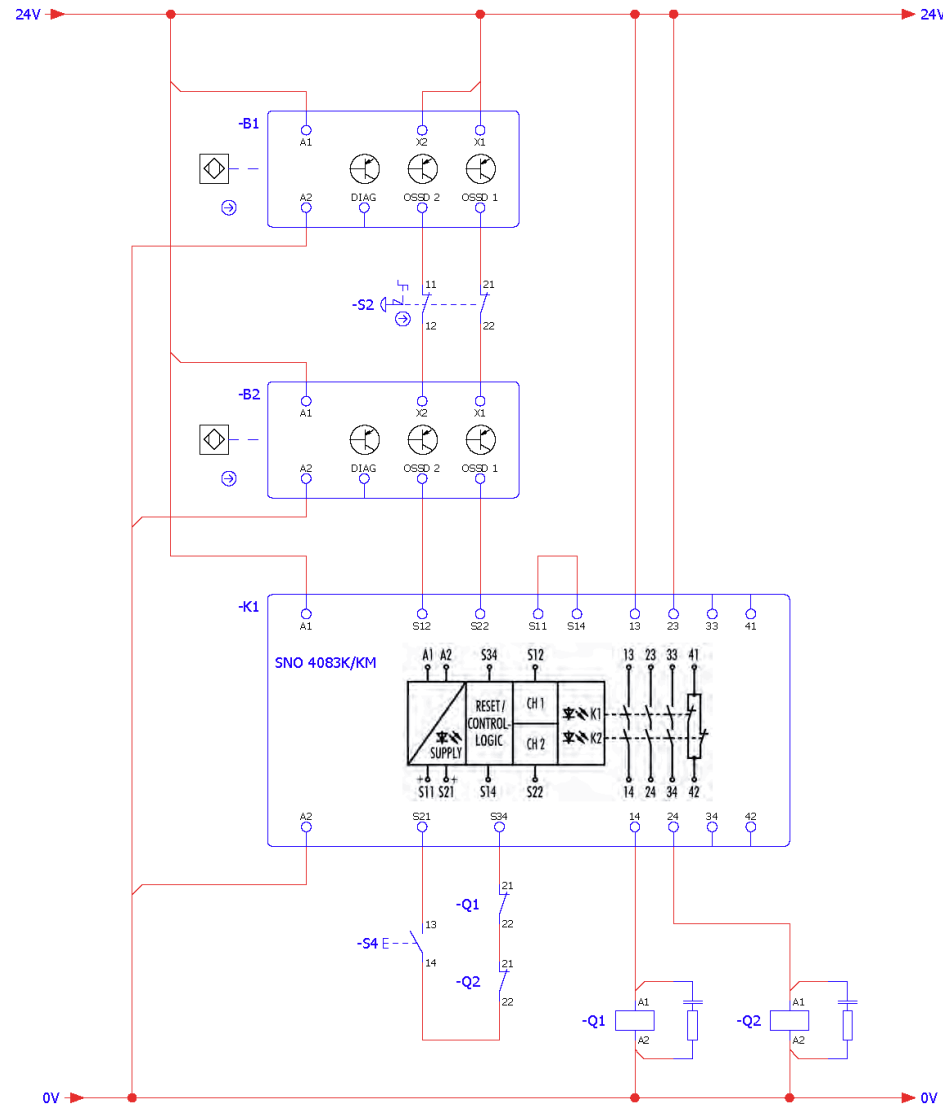 24V 24V
-B1
A1 X2 X1
A2 DIAG OSSD 2 OSSD 1
11 21
-S2
12 22
-B2
A1 X2 X1
A2 DIAG OSSD 2 OSSD 1
-K1
A1 S12 S22 S11 S14 13 23 33 41
SNO 4083K/KM
A1 A2 S34 S12 13 23 33 41
RESET/
CONTROL-
LOGIC
CH 1
K1
SUPPLY
CH 2
K2
+ +
S11 S21 S14 S22 14 24 34 42
A2 S21 S34 14 24 34 42
21
-Q1
13 22
-S4
14 21
-Q2
22
A1 A1
-Q1 -Q2
A2 A2
0V 0V